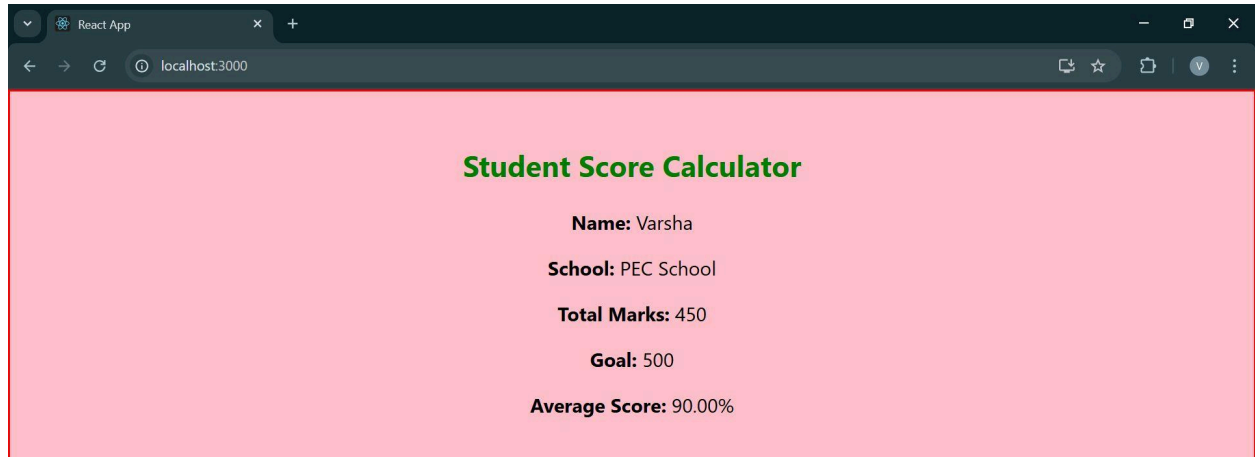 React App
localhost:3000
V
Student Score Calculator
Name: Varsha
School: PEC School
Total Marks: 450
Goal: 500
Average Score: 90.00%